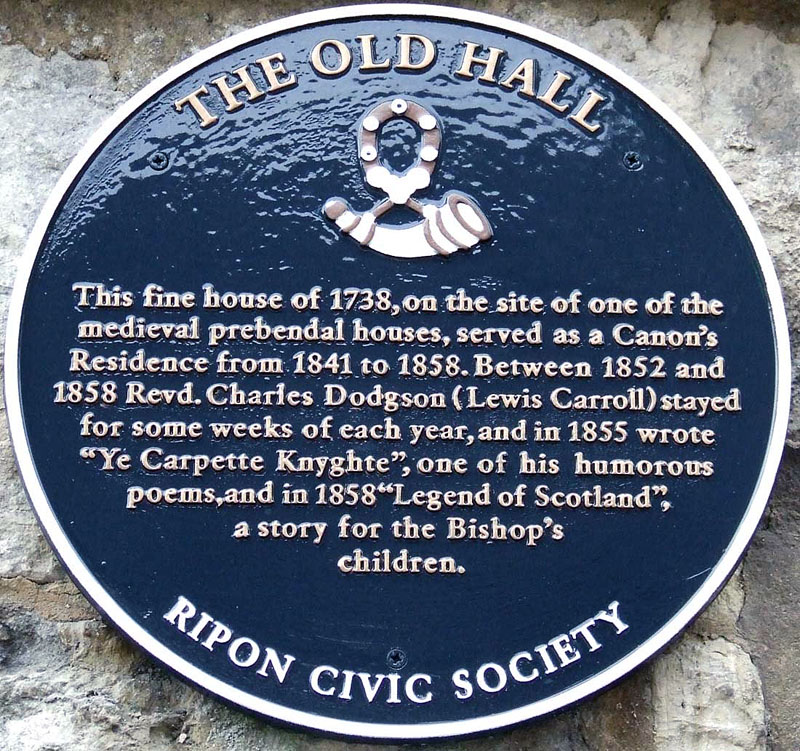 THE OLD HALL
This fine house of 1738, on the site of one of the
medieval prebendal houses, served as a Canon's
Residence from 1841 to 1858. Between 1852 and
1858 Revd. Charles Dodgson (Lewis Carroll) stayed
for some weeks of each year, and in 1855 wrote
"Ye Carpette Knyghte", one of his humorous
poems, and in 1858 "Legend of Scotland",
a story for the Bishop's
children.
RIPON CIVIC SOCIETY